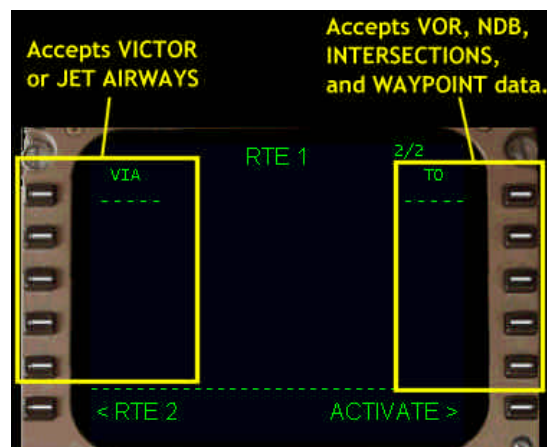 Accepts VICTOR
or JET AIRWAYS
Accepts VOR, NDB,
INTERSECTIONS,
and WAYPOINT data.
RTE 1
2/2
VIA
TO
-----
-----
< RTE 2
ACTIVATE >